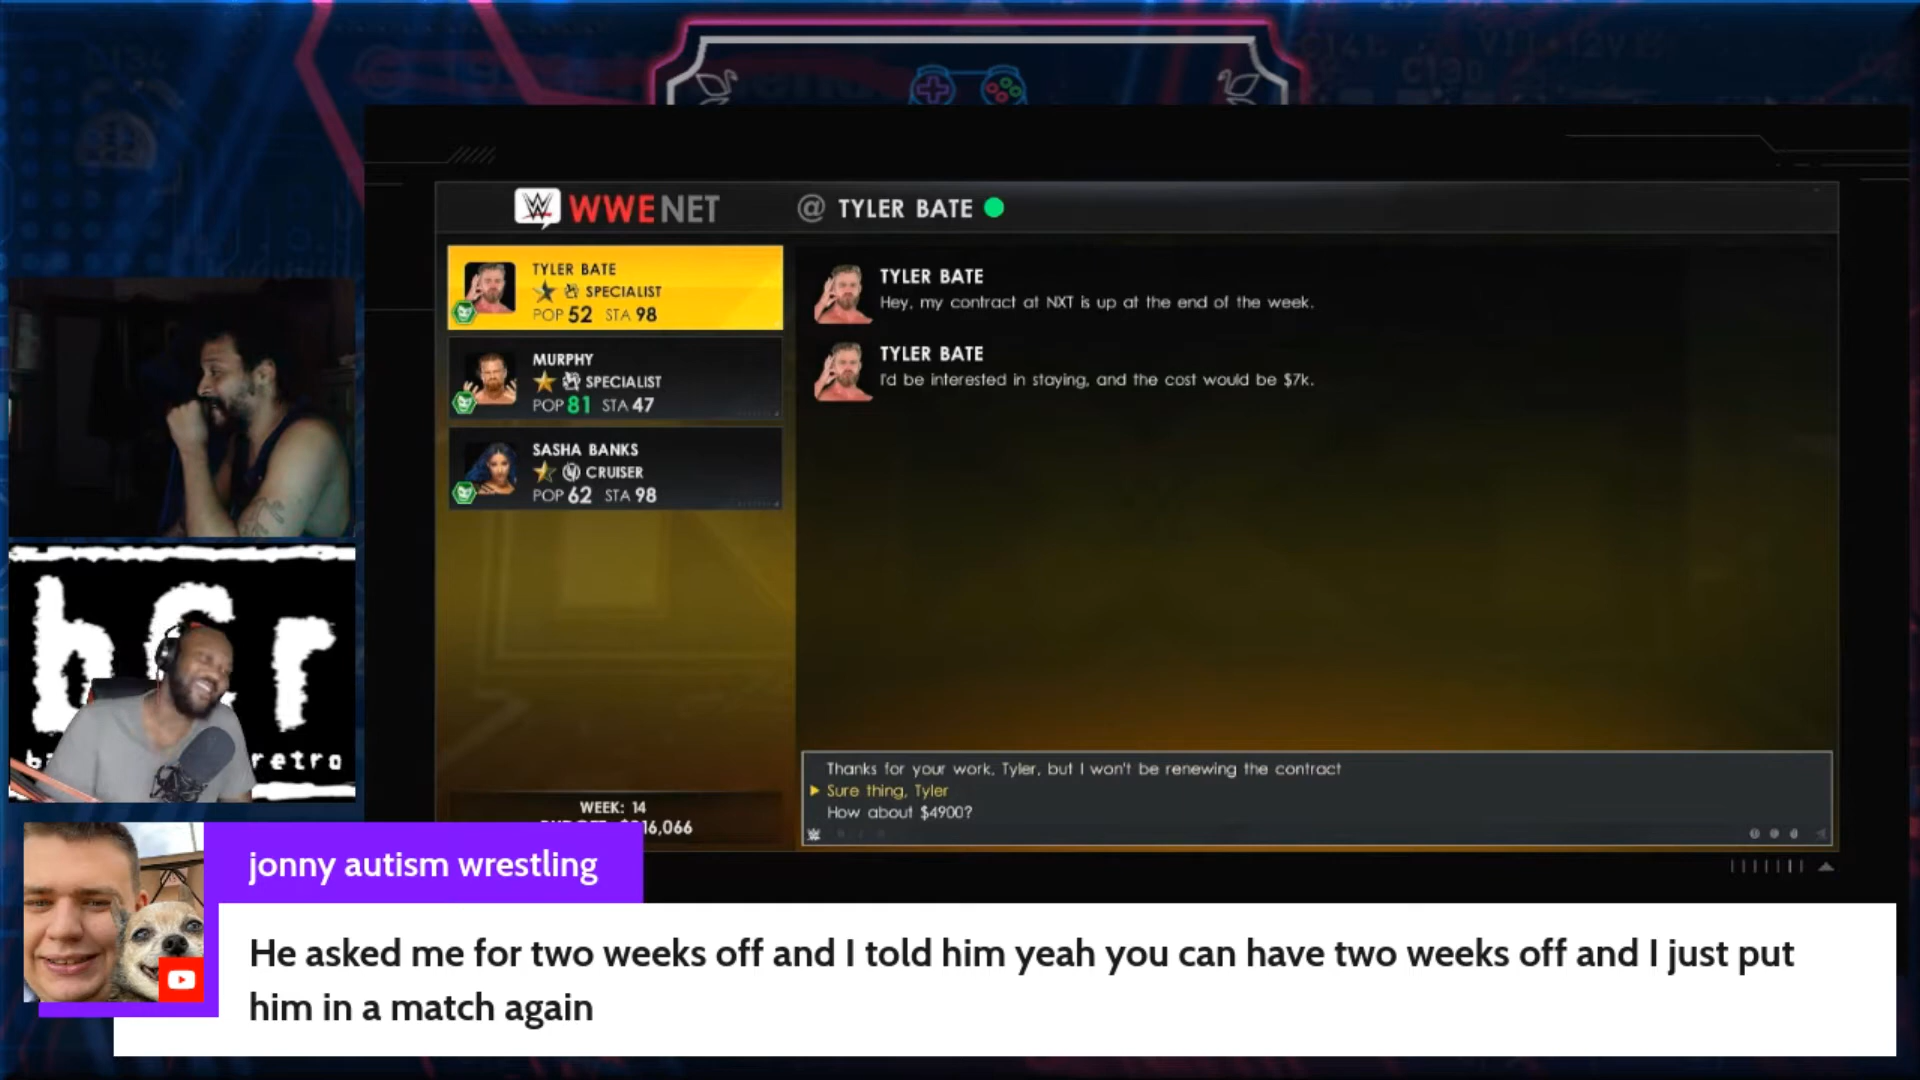 WWENET
@ TYLER BATE
TYLER BATE
SPECIALIST
POP 52 STA 98
MURPHY
SPECIALIST
POP 81 STA 47
SASHA BANKS
CRUISER
POP 62 STA 98
TYLER BATE
Hey, my contract at NXT is up at the end of the week.
TYLER BATE
I'd be interested in staying, and the cost would be $7k.
Thanks for your work, Tyler, but I won't be renewing the contract
Sure thing, Tyler
How about $4900?
WEEK: 14
16,066
bCr
retro
jonny autism wrestling
He asked me for two weeks off and I told him yeah you can have two weeks off and I just put
him in a match again